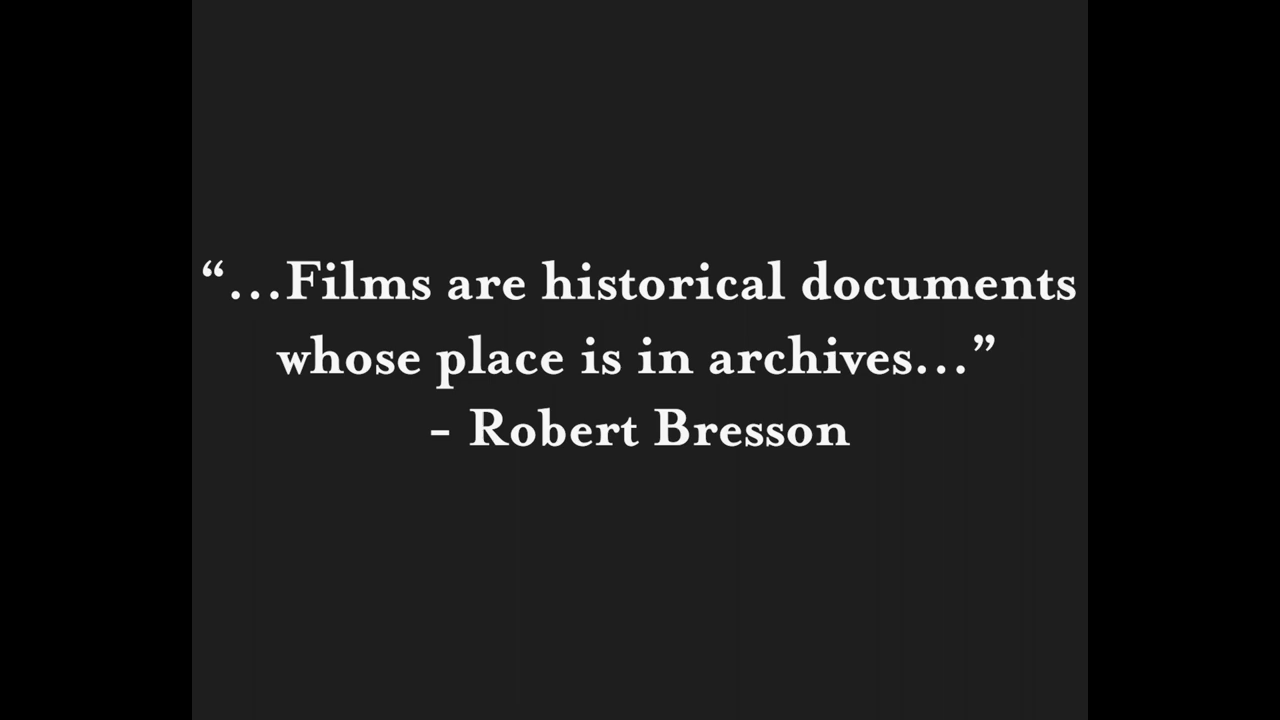 “…Films are historical documents
whose place is in archives…”
- Robert Bresson